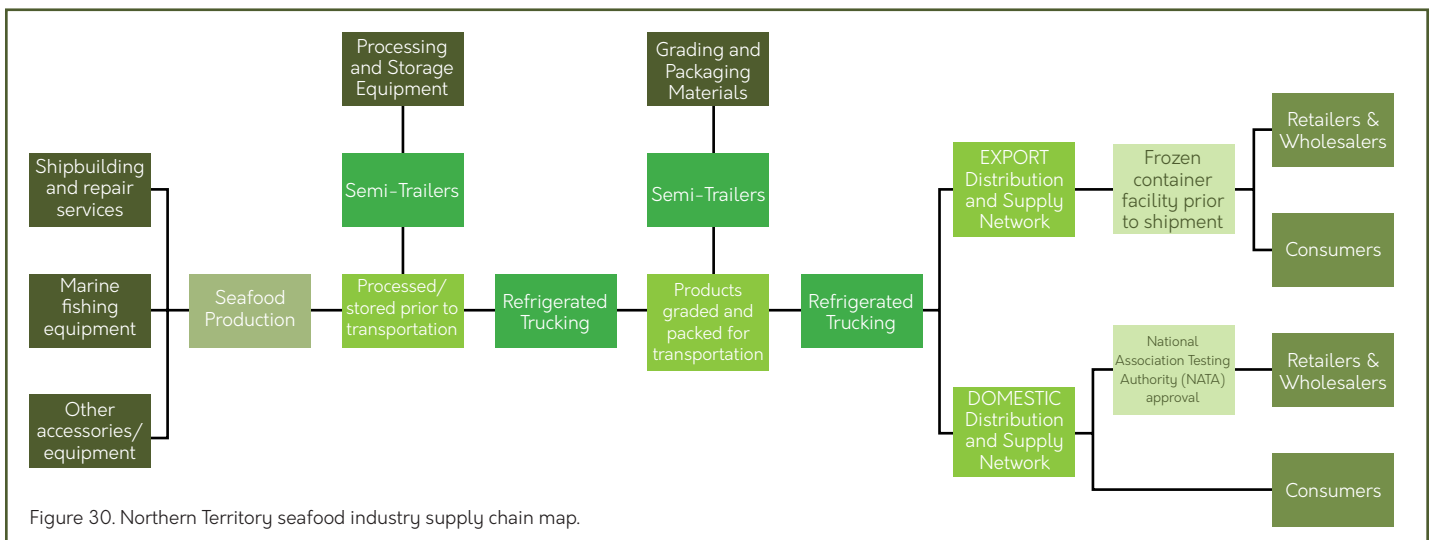 Processing
and Storage
Equipment
Grading and
Packaging
Materials
Shipbuilding
and repair
services
Semi-Trailers
Semi-Trailers
EXPORT
Distribution
and Supply
Network
Frozen
container
facility prior
to shipment
Retailers &
Wholesalers
Consumers
Marine
fishing
equipment
Seafood
Production
Processed/
stored prior to
transportation
Refrigerated
Trucking
Products
graded and
packed for
transportation
Refrigerated
Trucking
Other
accessories/
equipment
DOMESTIC
Distribution
and Supply
Network
National
Association Testing
Authority (NATA)
approval
Retailers &
Wholesalers
Consumers
Figure 30. Northern Territory seafood industry supply chain map.